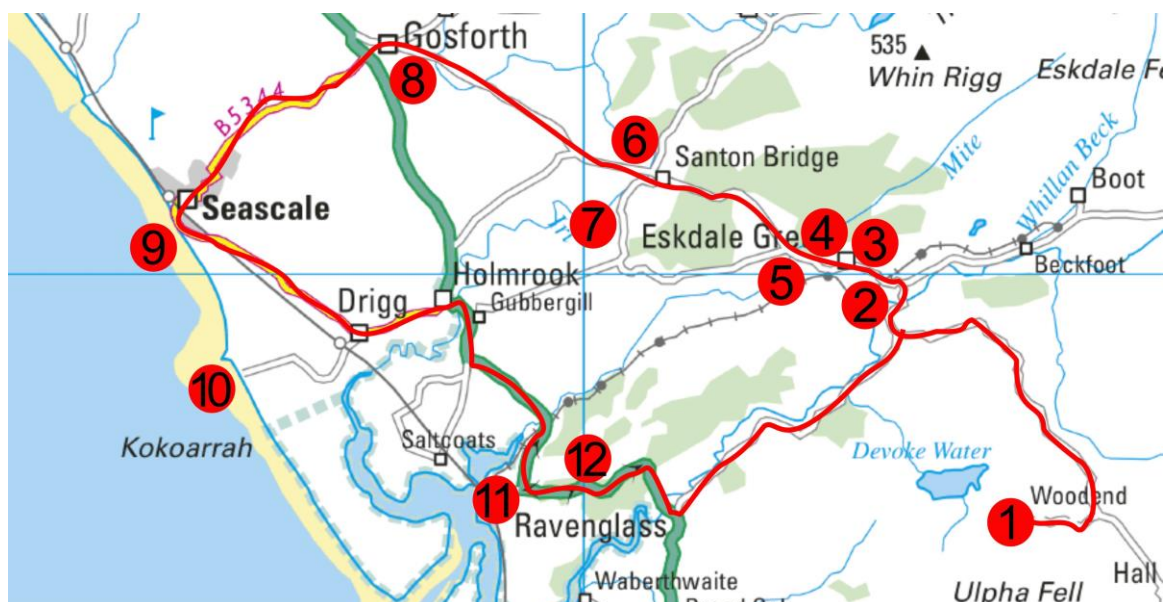 Gosforth
8
B5344
535
Whin Rigg
Eskdale Fe
6
Santon Bridge
Mite
Whillan Beck
Boot
Seascale
7
Irt
Eskdale Gre
4
3
9
Beckfoot
5
2
Holmrook
Gubbergill
Drigg
10
Kokoarrah
Saltcoats
12
Devoke Water
11
Ravenglass
1
Woodend
Waberthwaite
Hall
Ulpha Fell